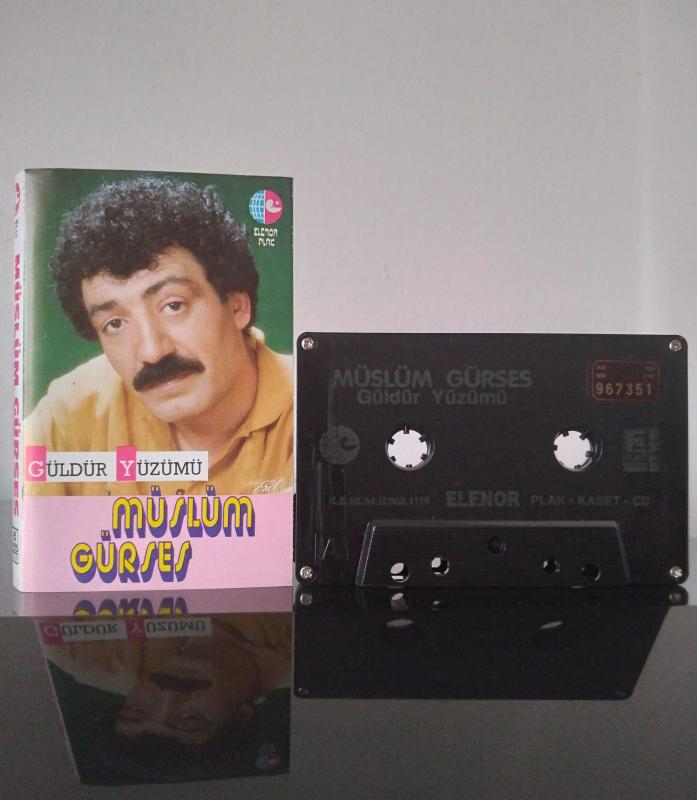 MÜSLÜM GÜRSES
ELENOR
PLAK
GÜLDÜR YÜZÜMÜ
MÜSLÜM
GÜRSES
MÜSLÜM GÜRSES
Güldür Yüzümü
967351
ELENOR PLAK - KASET - CD
A